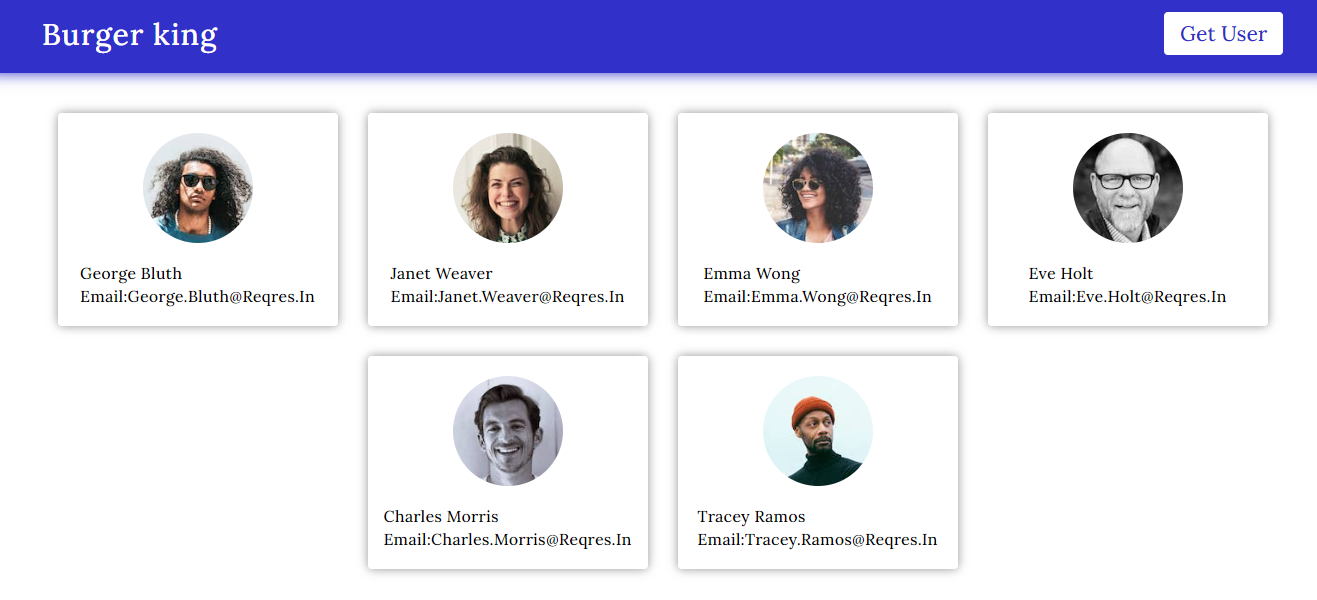 Burger king
Get User
George Bluth
Email:George.Bluth@Reqres.In
Janet Weaver
Email:Janet.Weaver@Reqres.In
Emma Wong
Email:Emma.Wong@Reqres.In
Eve Holt
Email:Eve.Holt@Reqres.In
Charles Morris
Email:Charles.Morris@Reqres.In
Tracey Ramos
Email:Tracey.Ramos@Reqres.In